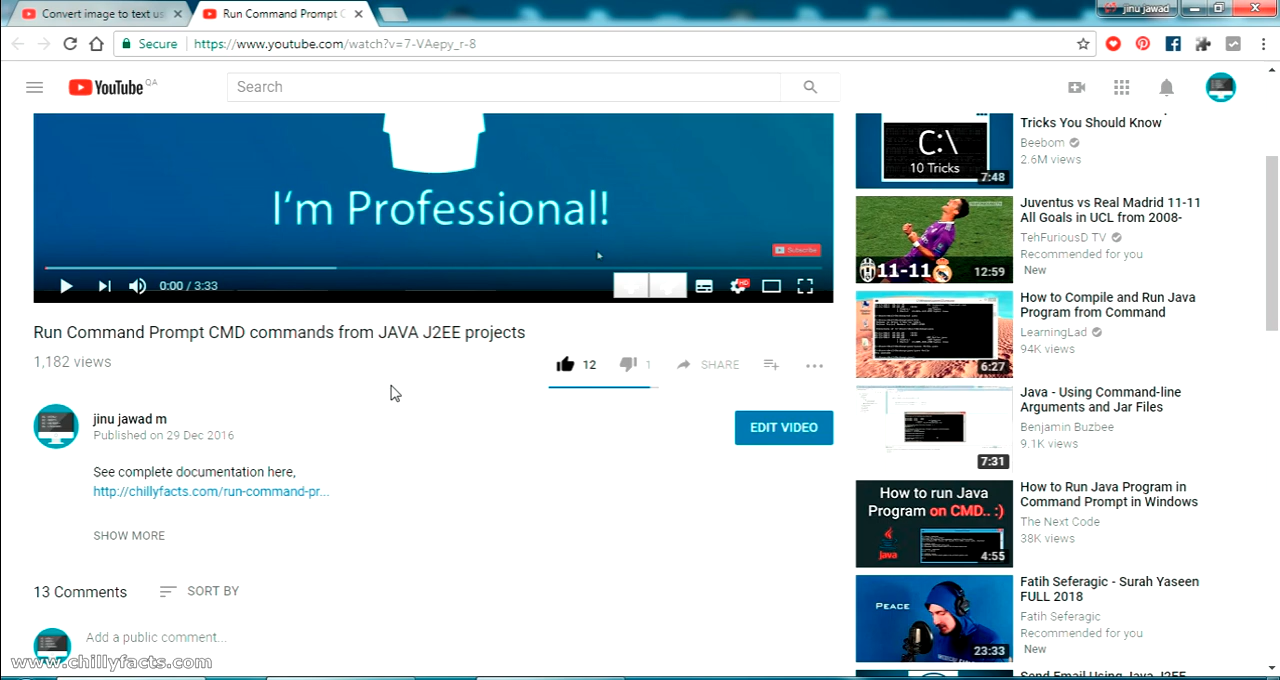 Convert image to text us
Run Command Prompt C
jinu jawad
Secure
https://www.youtube.com/watch?v=7-VAepy_r-8
YouTube QA
Search
I'm Professional!
Subscribe
0:00 / 3:33
HD
Run Command Prompt CMD commands from JAVA J2EE projects
1,182 views
12
1
SHARE
jinu jawad m
Published on 29 Dec 2016
EDIT VIDEO
See complete documentation here,
http://chillyfacts.com/run-command-pr...
SHOW MORE
13 Comments
SORT BY
Add a public comment...
www.chillyfacts.com
C:\
10 Tricks
7:48
Tricks You Should Know
Beebom
2.6M views
11-11
12:59
Juventus vs Real Madrid 11-11
All Goals in UCL from 2008-
TehFuriousD TV
Recommended for you
New
6:27
How to Compile and Run Java
Program from Command
LearningLad
94K views
7:31
Java - Using Command-line
Arguments and Jar Files
Benjamin Buzbee
9.1K views
How to run Java
Program on CMD.. :)
Java
4:55
How to Run Java Program in
Command Prompt in Windows
The Next Code
38K views
PEACE
23:33
Fatih Seferagic - Surah Yaseen
FULL 2018
Fatih Seferagic
Recommended for you
New
Send Email Using Java J2EE